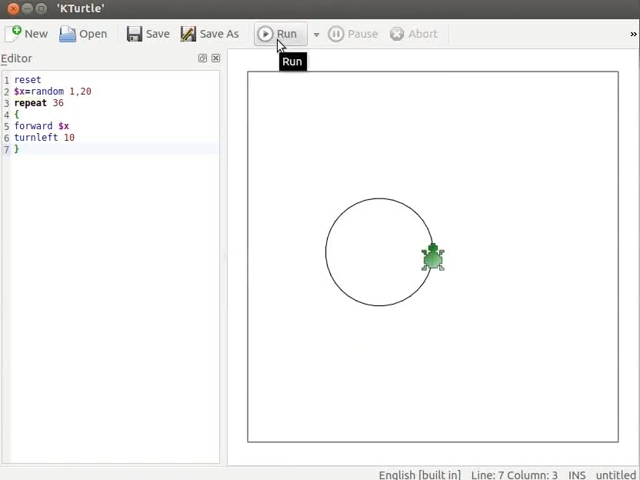 'KTurtle'
New Open Save Save As Run Pause Abort »
Run
Editor
1 reset
2 $x=random 1,20
3 repeat 36
4 {
5 forward $x
6 turnleft 10
7 }
English [built in] Line: 7 Column: 3 INS untitled